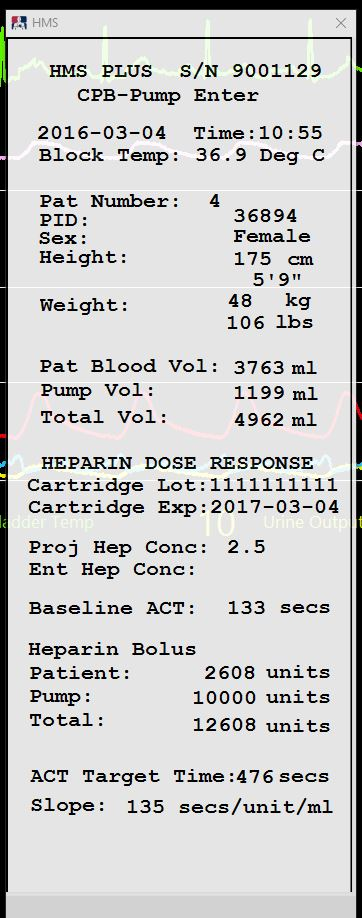 HMS
HMS PLUS S/N 9001129
CPB-Pump Enter
2016-03-04 Time:10:55
Block Temp: 36.9 Deg C
Pat Number: 4
PID: 36894
Sex: Female
Height: 175 cm
5'9"
Weight: 48 kg
106 lbs
Pat Blood Vol: 3763 ml
Pump Vol: 1199 ml
Total Vol: 4962 ml
HEPARIN DOSE RESPONSE
Cartridge Lot:1111111111
Cartridge Exp:2017-03-04
ladder Temp 10 Urine Output
Proj Hep Conc: 2.5
Ent Hep Conc:
Baseline ACT: 133 secs
Heparin Bolus
Patient: 2608 units
Pump: 10000 units
Total: 12608 units
ACT Target Time:476 secs
Slope: 135 secs/unit/ml